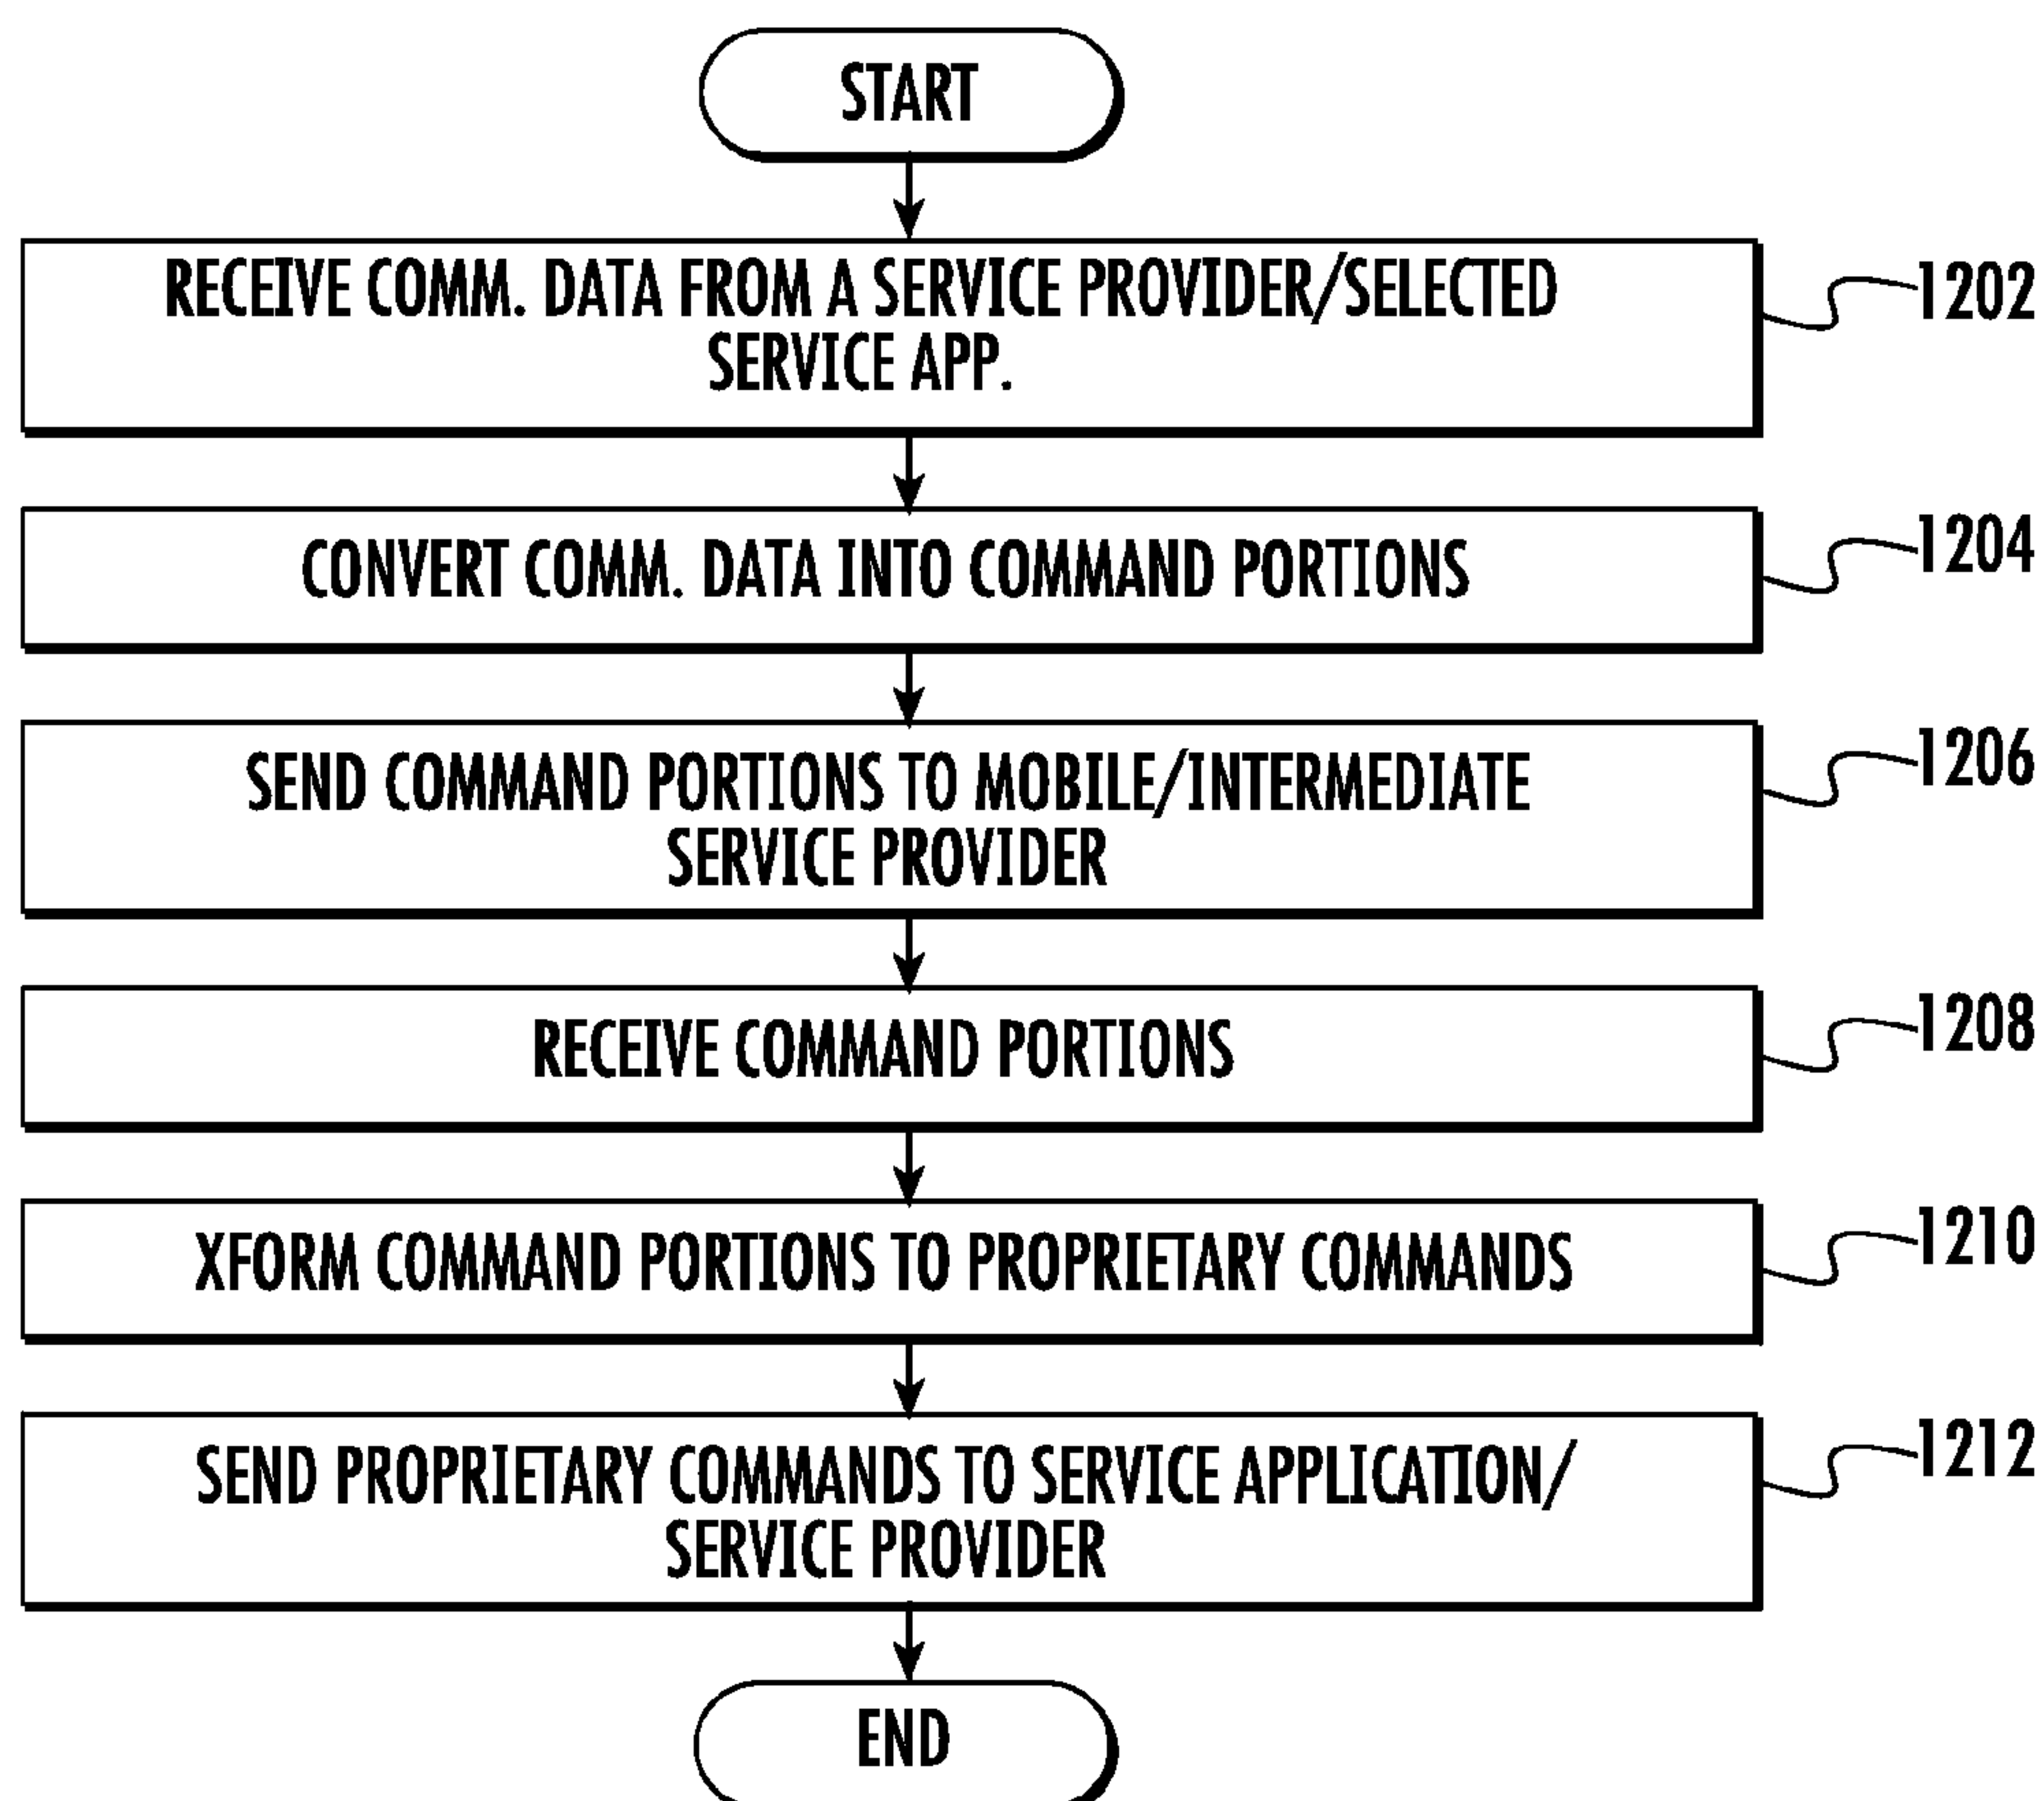 START
RECEIVE COMM. DATA FROM A SERVICE PROVIDER/SELECTED
SERVICE APP.
1202
CONVERT COMM. DATA INTO COMMAND PORTIONS
1204
SEND COMMAND PORTIONS TO MOBILE/INTERMEDIATE
SERVICE PROVIDER
1206
RECEIVE COMMAND PORTIONS
1208
XFORM COMMAND PORTIONS TO PROPRIETARY COMMANDS
1210
SEND PROPRIETARY COMMANDS TO SERVICE APPLICATION/
SERVICE PROVIDER
1212
END